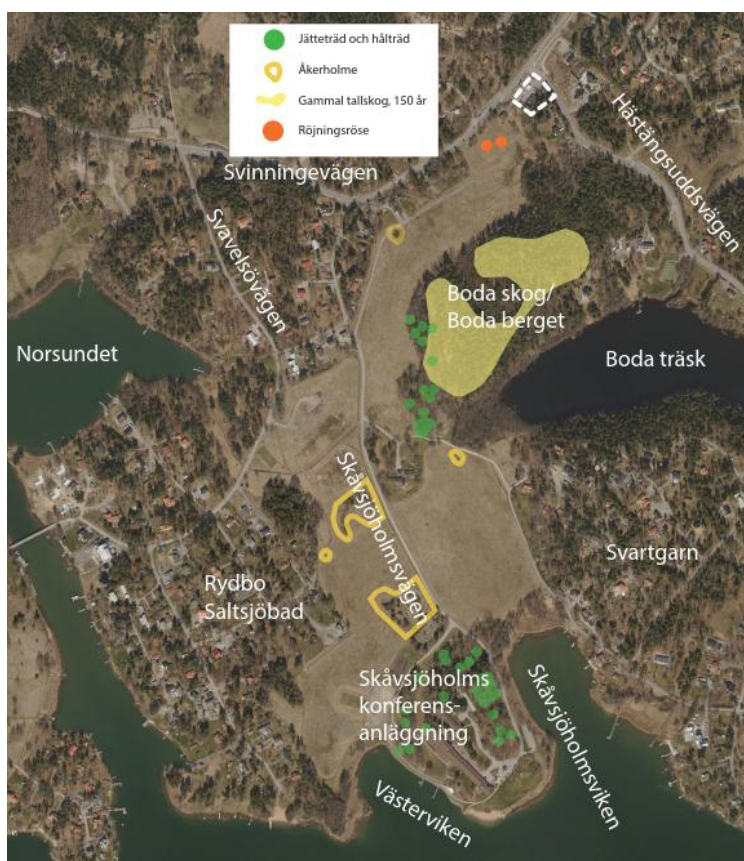 Jätteträd och hålträd
Åkerholme
Gammal tallskog, 150 år
Röjningsröse
Svinningevägen
Hästängsuddsvägen
Svavelsövägen
Boda skog/
Boda berget
Norsundet
Boda träsk
Skåvsjöholmsvägen
Svartgarn
Rydbo
Saltsjöbad
Skåvsjöholms
konferens-
anläggning
Skåvsjöholmsviken
Västerviken